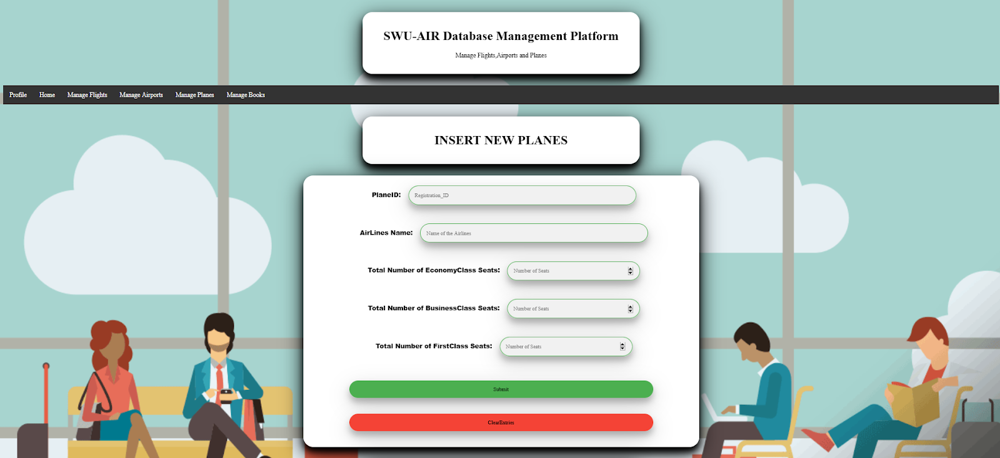 SWU-AIR Database Management Platform
Manage Flights,Airports and Planes
Profile Home Manage Flights Manage Airports Manage Planes Manage Books
INSERT NEW PLANES
PlaneID: Registration_ID
AirLines Name: Name of the Airlines
Total Number of EconomyClass Seats: Number of Seats
Total Number of BusinessClass Seats: Number of Seats
Total Number of FirstClass Seats: Number of Seats
Submit
ClearEntries